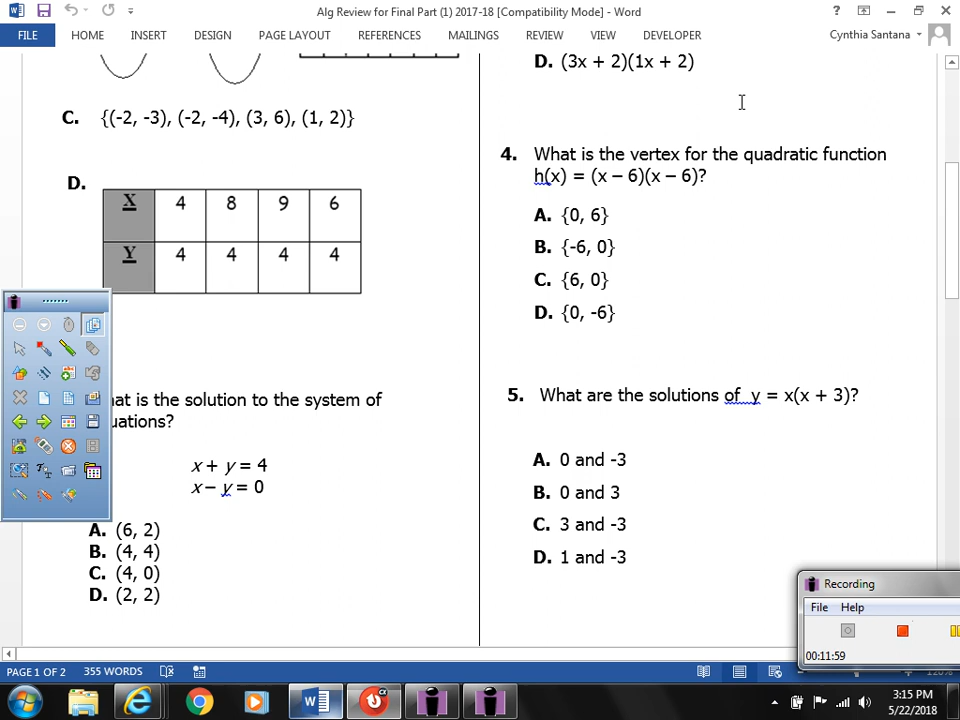 Alg Review for Final Part (1) 2017-18 [Compatibility Mode] - Word
FILE HOME INSERT DESIGN PAGE LAYOUT REFERENCES MAILINGS REVIEW VIEW DEVELOPER Cynthia Santana
C. {(-2, -3), (-2, -4), (3, 6), (1, 2)}
D.
X 4 8 9 6
Y 4 4 4 4
at is the solution to the system of
uations?
x + y = 4
x – y = 0
A. (6, 2)
B. (4, 4)
C. (4, 0)
D. (2, 2)
D. (3x + 2)(1x + 2)
4. What is the vertex for the quadratic function
h(x) = (x – 6)(x – 6)?
A. {0, 6}
B. {-6, 0}
C. {6, 0}
D. {0, -6}
5. What are the solutions of y = x(x + 3)?
A. 0 and -3
B. 0 and 3
C. 3 and -3
D. 1 and -3
Recording
File Help
00:11:59
PAGE 1 OF 2 355 WORDS
3:15 PM
5/22/2018